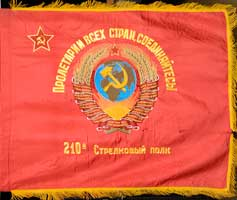 ПРОЛЕТАРИИ ВСЕХ СТРАН, СОЕДИНЯЙТЕСЬ!
210й Стрелковый полк